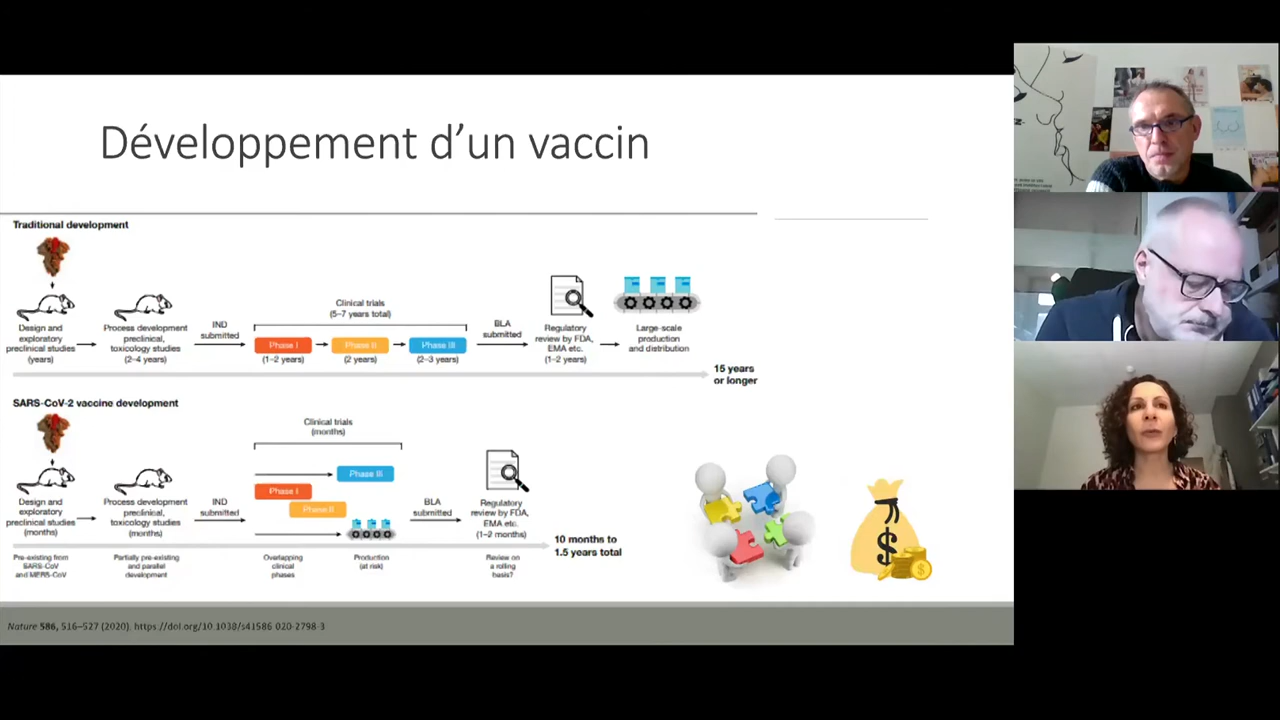 Développement d'un vaccin
Traditional development
Clinical trials
(5–7 years total)
IND
submitted
BLA
submitted
Design and
exploratory
preclinical studies
(years)
Process development
preclinical,
toxicology studies
(2–4 years)
Phase I
(1–2 years)
Phase II
(2 years)
Phase III
(2–3 years)
Regulatory
review by FDA,
EMA etc.
(1–2 years)
Large-scale
production
and distribution
15 years
or longer
SARS-CoV-2 vaccine development
Clinical trials
(months)
Phase III
Phase I
Phase II
Design and
exploratory
preclinical studies
(months)
Process development
preclinical,
toxicology studies
(months)
IND
submitted
BLA
submitted
Regulatory
review by FDA,
EMA etc.
(1–2 months)
10 months to
1.5 years total
Pre-existing from
SARS-CoV
and MERS-CoV
Partially pre-existing
and parallel
development
Overlapping
clinical
phases
Production
(at risk)
Review on
a rolling
basis?
$
$
Nature 586, 516–527 (2020). https://doi.org/10.1038/s41586-020-2798-3